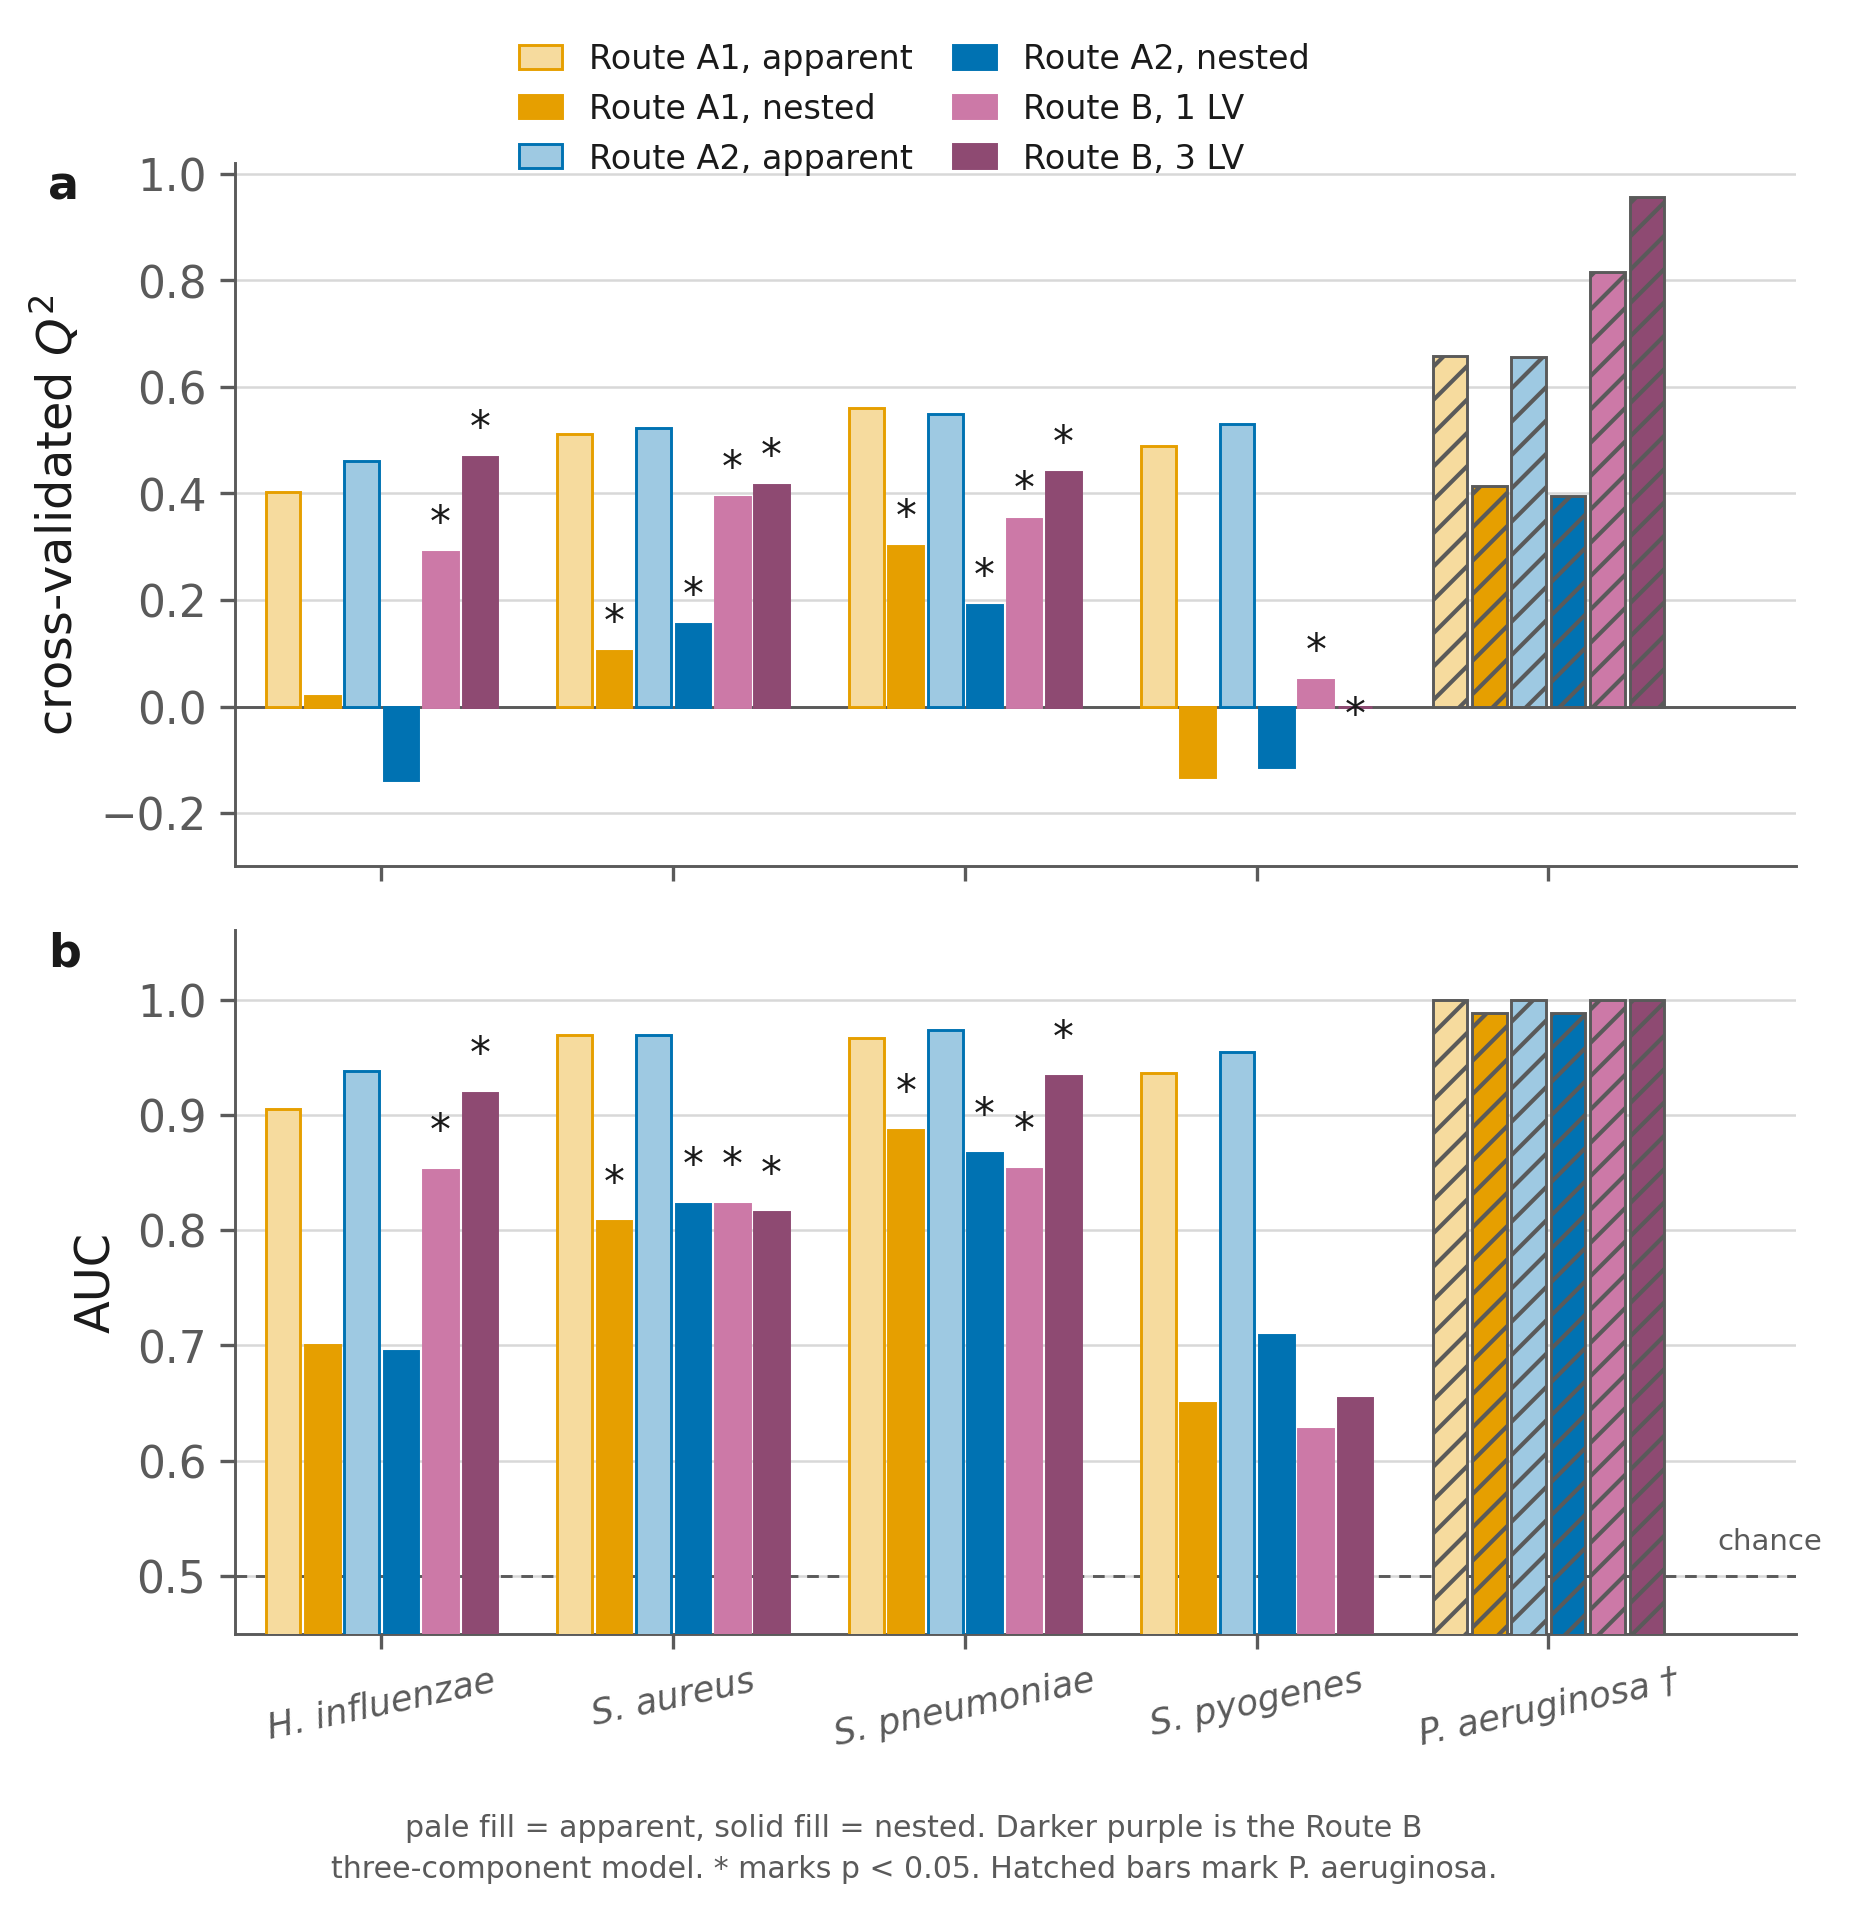 Route A1, apparent
Route A1, nested
Route A2, apparent
Route A2, nested
Route B, 1 LV
Route B, 3 LV
a
cross-validated Q²
1.0
0.8
0.6
0.4
0.2
0.0
−0.2
* * * * * * * * * * * *
b
AUC
1.0
0.9
0.8
0.7
0.6
0.5
* * * * * * * * * *
chance
H. influenzae
S. aureus
S. pneumoniae
S. pyogenes
P. aeruginosa †
pale fill = apparent, solid fill = nested. Darker purple is the Route B
three-component model. * marks p < 0.05. Hatched bars mark P. aeruginosa.